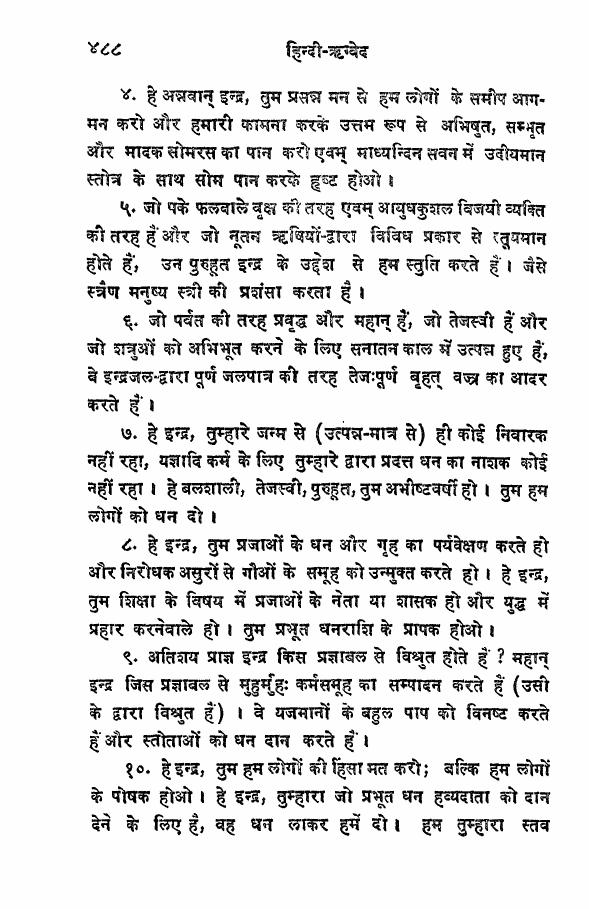 ४८८
हिन्दी-ऋग्वेद
४. हे अन्नवान् इन्द्र, तुम प्रसन्न मन से हम लोगों के समीप आग-
मन करो और हमारी कामना करके उत्तम रूप से अभिषुत, सम्भृत
और मादक सोमरस का पान करो एवम् माध्यन्दिन सवन में उदीयमान
स्तोत्र के साथ सोम पान करके हृष्ट होओ।
५. जो पके फलवाले वृक्ष की तरह एवम् आयुधकुशल विजयी व्यक्ति
की तरह हैं और जो नूतन ऋषियों-द्वारा विविध प्रकार से स्तूयमान
होते हैं, उन पुरुहूत इन्द्र के उद्देश से हम स्तुति करते हैं। जैसे
स्त्रैण मनुष्य स्त्री की प्रशंसा करता है।
६. जो पर्वत की तरह प्रवृद्ध और महान् हैं, जो तेजस्वी हैं और
जो शत्रुओं को अभिभूत करने के लिए सनातन काल में उत्पन्न हुए हैं,
वे इन्द्रजल-द्वारा पूर्ण जलपात्र की तरह तेजःपूर्ण बृहत् वज्र का आदर
करते हैं।
७. हे इन्द्र, तुम्हारे जन्म से (उत्पन्न-मात्र से) ही कोई निवारक
नहीं रहा, यज्ञादि कर्म के लिए तुम्हारे द्वारा प्रदत्त धन का नाशक कोई
नहीं रहा। हे बलशाली, तेजस्वी, पुरुहूत, तुम अभीष्टवर्षी हो। तुम हम
लोगों को धन दो।
८. हे इन्द्र, तुम प्रजाओं के धन और गृह का पर्यवेक्षण करते हो
और निरोधक असुरों से गौओं के समूह को उन्मुक्त करते हो। हे इन्द्र,
तुम शिक्षा के विषय में प्रजाओं के नेता या शासक हो और युद्ध में
प्रहार करनेवाले हो। तुम प्रभूत धनराशि के प्रापक होओ।
९. अतिशय प्राज्ञ इन्द्र किस प्रज्ञाबल से विश्रुत होते हैं? महान्
इन्द्र जिस प्रज्ञाबल से मुहुर्मुहः कर्मसमूह का सम्पादन करते हैं (उसी
के द्वारा विश्रुत हैं)। वे यजमानों के बहुल पाप को विनष्ट करते
हैं और स्तोताओं को धन दान करते हैं।
१०. हे इन्द्र, तुम हम लोगों की हिंसा मत करो; बल्कि हम लोगों
के पोषक होओ। हे इन्द्र, तुम्हारा जो प्रभूत धन हव्यदाता को दान
देने के लिए है, वह धन लाकर हमें दो। हम तुम्हारा स्तव